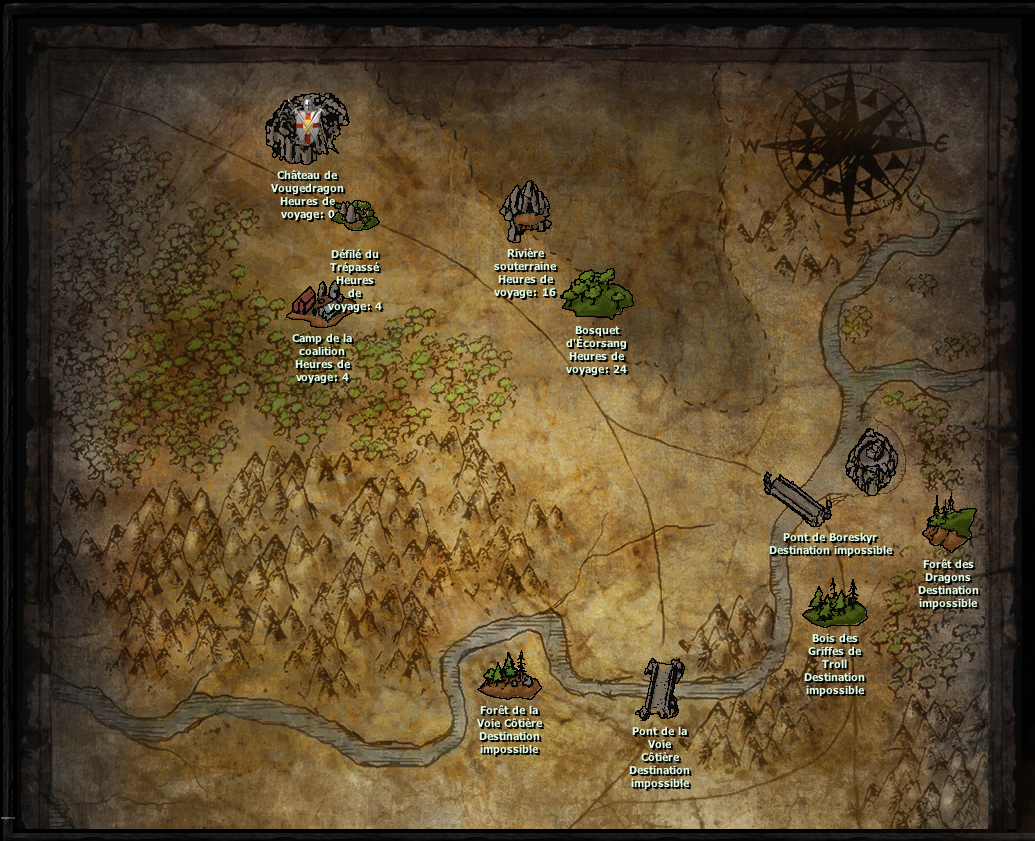 W
E
S
Château de
Vougedragon
Heures de
voyage: 0
Défilé du
Trépassé
Heures
de
voyage: 4
Rivière
souterraine
Heures de
voyage: 16
Camp de la
coalition
Heures de
voyage: 4
Bosquet
d'Écorsang
Heures de
voyage: 24
Pont de Boreskyr
Destination impossible
Forêt des
Dragons
Destination
impossible
Bois des
Griffes de
Troll
Destination
impossible
Forêt de la
Voie Côtière
Destination
impossible
Pont de la
Voie
Côtière
Destination
impossible